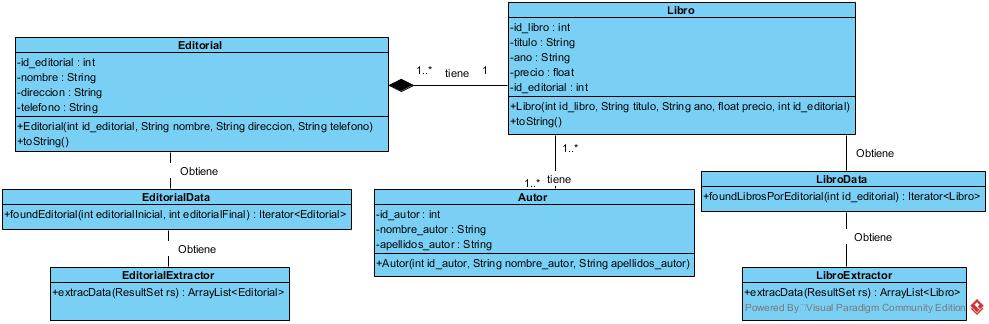 Editorial
-id_editorial : int
-nombre : String
-direccion : String
-telefono : String
+Editorial(int id_editorial, String nombre, String direccion, String telefono)
+toString()
1..*
tiene
1
Libro
-id_libro : int
-titulo : String
-ano : String
-precio : float
-id_editorial : int
+Libro(int id_libro, String titulo, String ano, float precio, int id_editorial)
+toString()
Obtiene
1..*
1..*
tiene
Obtiene
EditorialData
+foundEditorial(int editorialInicial, int editorialFinal) : Iterator<Editorial>
Autor
-id_autor : int
-nombre_autor : String
-apellidos_autor : String
+Autor(int id_autor, String nombre_autor, String apellidos_autor)
LibroData
+foundLibrosPorEditorial(int id_editorial) : Iterator<Libro>
Obtiene
Obtiene
EditorialExtractor
+extracData(ResultSet rs) : ArrayList<Editorial>
LibroExtractor
+extracData(ResultSet rs) : ArrayList<Libro>
Powered By Visual Paradigm Community Edition